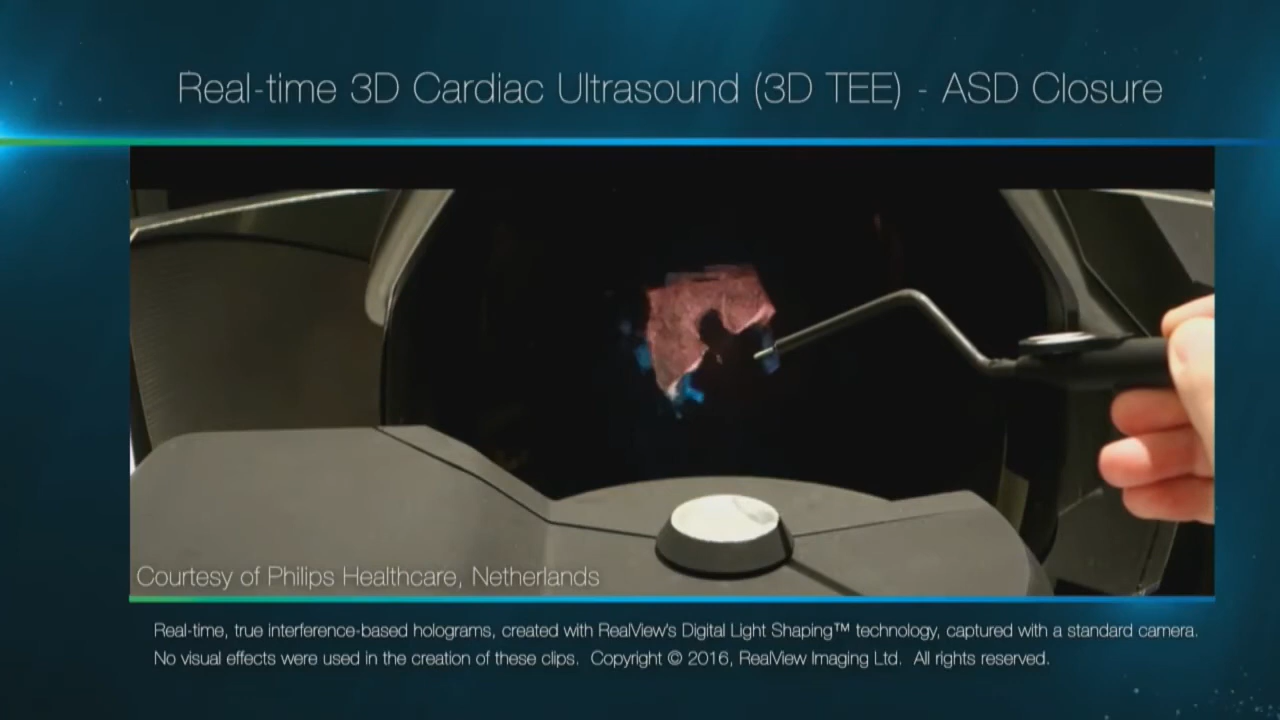 Real-time 3D Cardiac Ultrasound (3D TEE) - ASD Closure
Courtesy of Philips Healthcare, Netherlands
Real-time, true interference-based holograms, created with RealView's Digital Light Shaping™ technology, captured with a standard camera.
No visual effects were used in the creation of these clips. Copyright © 2016, RealView Imaging Ltd. All rights reserved.